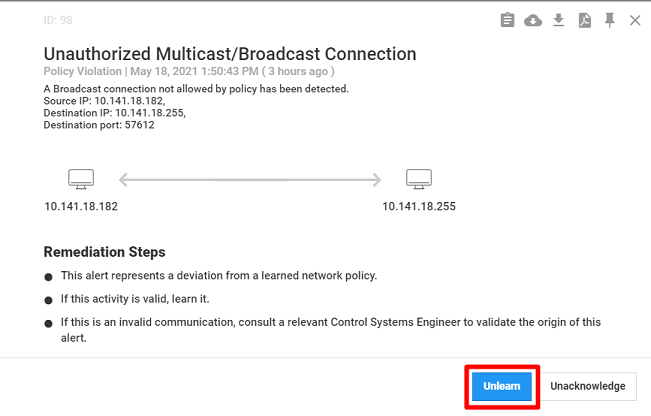 ID: 98
Unauthorized Multicast/Broadcast Connection
Policy Violation | May 18, 2021 1:50:43 PM ( 3 hours ago )
A Broadcast connection not allowed by policy has been detected.
Source IP: 10.141.18.182,
Destination IP: 10.141.18.255,
Destination port: 57612
10.141.18.182 10.141.18.255
Remediation Steps
This alert represents a deviation from a learned network policy.
If this activity is valid, learn it.
If this is an invalid communication, consult a relevant Control Systems Engineer to validate the origin of this
alert.
Unlearn Unacknowledge